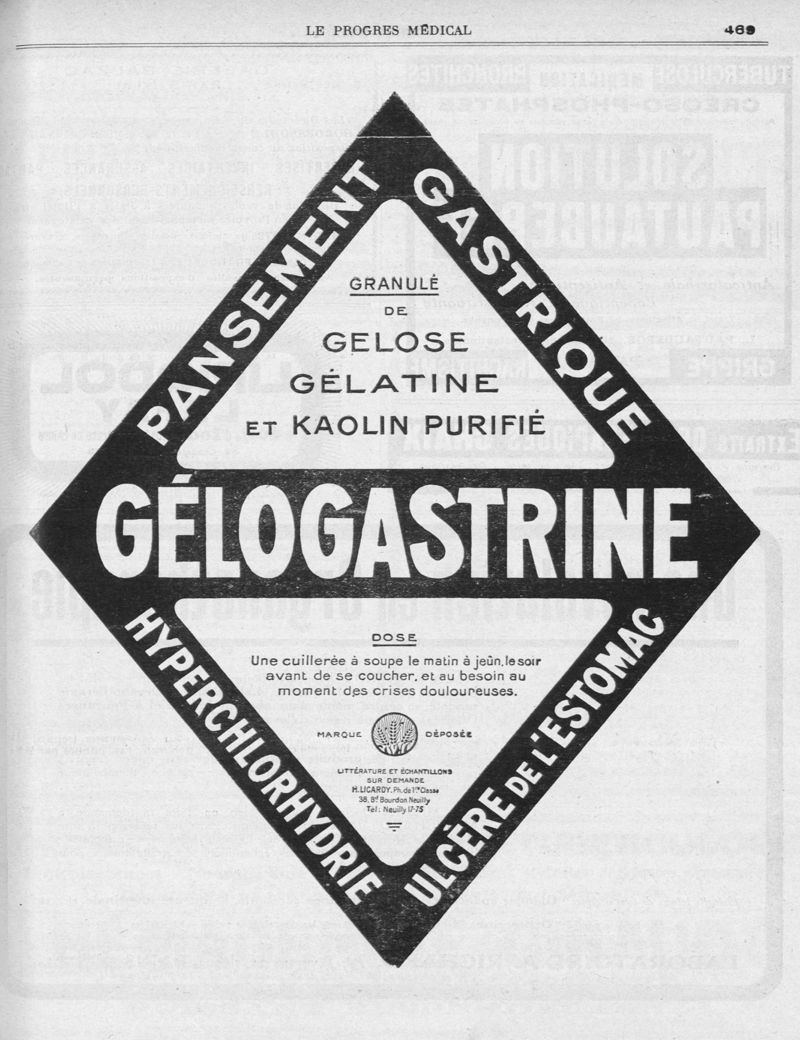 LE PROGRES MÉDICAL
469
PANSEMENT
GASTRIQUE
GRANULÉ
DE
GELOSE
GÉLATINE
ET KAOLIN PURIFIÉ
GÉLOGASTRINE
HYPERCHLORHYDRIE
ULCÈRE DE L'ESTOMAC
DOSE
Une cuillerée à soupe le matin à jeûn, le soir
avant de se coucher, et au besoin au
moment des crises douloureuses.
MARQUE DÉPOSÉE
LITTÉRATURE ET ÉCHANTILLONS
SUR DEMANDE
H. LICARDY. Ph. de 1re Classe
38, Bd Bourdon Neuilly
Tél: Neuilly 17-75